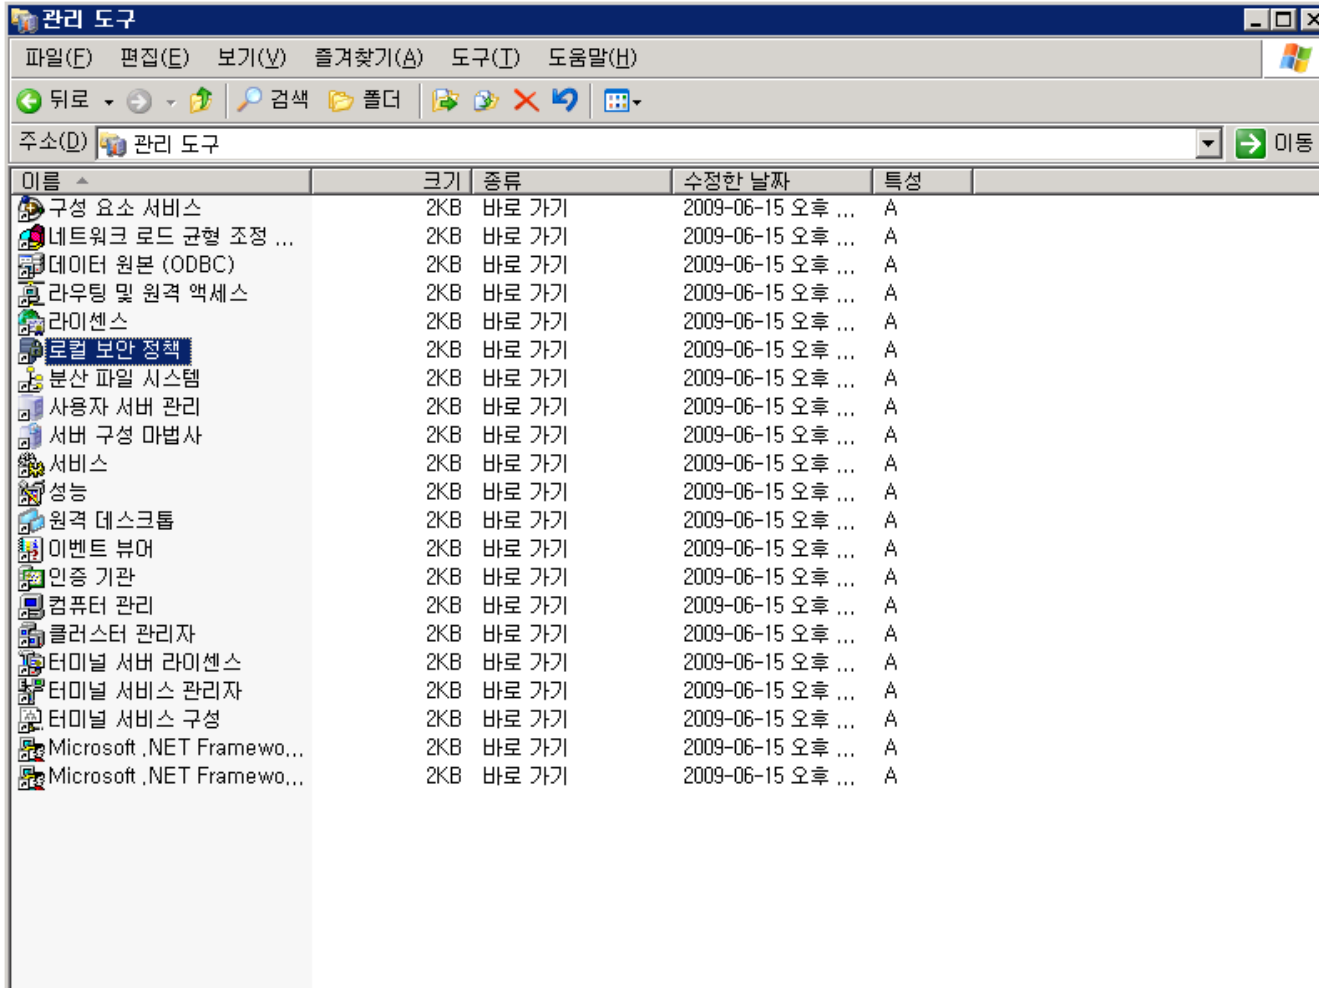 관리 도구
파일(F) 편집(E) 보기(V) 즐겨찾기(A) 도구(T) 도움말(H)
뒤로 검색 폴더
주소(D) 관리 도구 이동
이름 크기 종류 수정한 날짜 특성
구성 요소 서비스 2KB 바로 가기 2009-06-15 오후 ... A
네트워크 로드 균형 조정 ... 2KB 바로 가기 2009-06-15 오후 ... A
데이터 원본 (ODBC) 2KB 바로 가기 2009-06-15 오후 ... A
라우팅 및 원격 액세스 2KB 바로 가기 2009-06-15 오후 ... A
라이센스 2KB 바로 가기 2009-06-15 오후 ... A
로컬 보안 정책 2KB 바로 가기 2009-06-15 오후 ... A
분산 파일 시스템 2KB 바로 가기 2009-06-15 오후 ... A
사용자 서버 관리 2KB 바로 가기 2009-06-15 오후 ... A
서버 구성 마법사 2KB 바로 가기 2009-06-15 오후 ... A
서비스 2KB 바로 가기 2009-06-15 오후 ... A
성능 2KB 바로 가기 2009-06-15 오후 ... A
원격 데스크톱 2KB 바로 가기 2009-06-15 오후 ... A
이벤트 뷰어 2KB 바로 가기 2009-06-15 오후 ... A
인증 기관 2KB 바로 가기 2009-06-15 오후 ... A
컴퓨터 관리 2KB 바로 가기 2009-06-15 오후 ... A
클러스터 관리자 2KB 바로 가기 2009-06-15 오후 ... A
터미널 서버 라이센스 2KB 바로 가기 2009-06-15 오후 ... A
터미널 서비스 관리자 2KB 바로 가기 2009-06-15 오후 ... A
터미널 서비스 구성 2KB 바로 가기 2009-06-15 오후 ... A
Microsoft .NET Framewo... 2KB 바로 가기 2009-06-15 오후 ... A
Microsoft .NET Framewo... 2KB 바로 가기 2009-06-15 오후 ... A